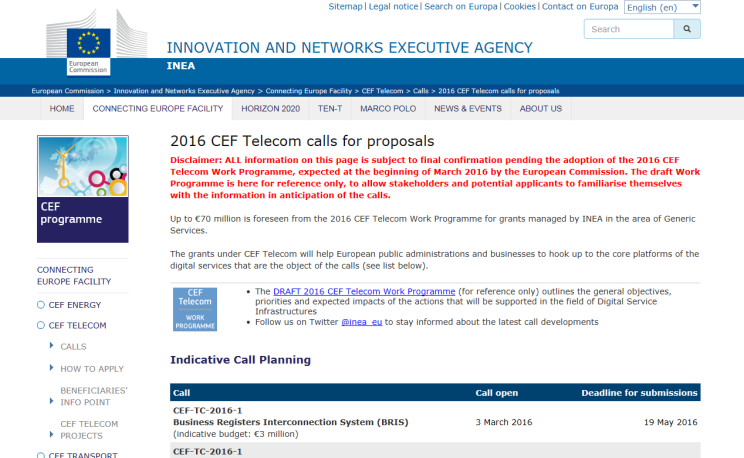 Sitemap | Legal notice | Search on Europa | Cookies | Contact on Europa English (en)
Search
European
Commission
INNOVATION AND NETWORKS EXECUTIVE AGENCY
INEA
European Commission > Innovation and Networks Executive Agency > Connecting Europe Facility > CEF Telecom > Calls > 2016 CEF Telecom calls for proposals
HOME CONNECTING EUROPE FACILITY HORIZON 2020 TEN-T MARCO POLO NEWS & EVENTS ABOUT US
CEF
programme
CONNECTING
EUROPE FACILITY
CEF ENERGY
CEF TELECOM
CALLS
HOW TO APPLY
BENEFICIARIES'
INFO POINT
CEF TELECOM
PROJECTS
CEF TRANSPORT
2016 CEF Telecom calls for proposals
Disclaimer: ALL information on this page is subject to final confirmation pending the adoption of the 2016 CEF
Telecom Work Programme, expected at the beginning of March 2016 by the European Commission. The draft Work
Programme is here for reference only, to allow stakeholders and potential applicants to familiarise themselves
with the information in anticipation of the calls.
Up to €70 million is foreseen from the 2016 CEF Telecom Work Programme for grants managed by INEA in the area of Generic
Services.
The grants under CEF Telecom will help European public administrations and businesses to hook up to the core platforms of the
digital services that are the object of the calls (see list below).
CEF
Telecom
WORK
PROGRAMME
• The DRAFT 2016 CEF Telecom Work Programme (for reference only) outlines the general objectives,
priorities and expected impacts of the actions that will be supported in the field of Digital Service
Infrastructures
• Follow us on Twitter @inea_eu to stay informed about the latest call developments
Indicative Call Planning
Call Call open Deadline for submissions
CEF-TC-2016-1
Business Registers Interconnection System (BRIS) 3 March 2016 19 May 2016
(indicative budget: €3 million)
CEF-TC-2016-1